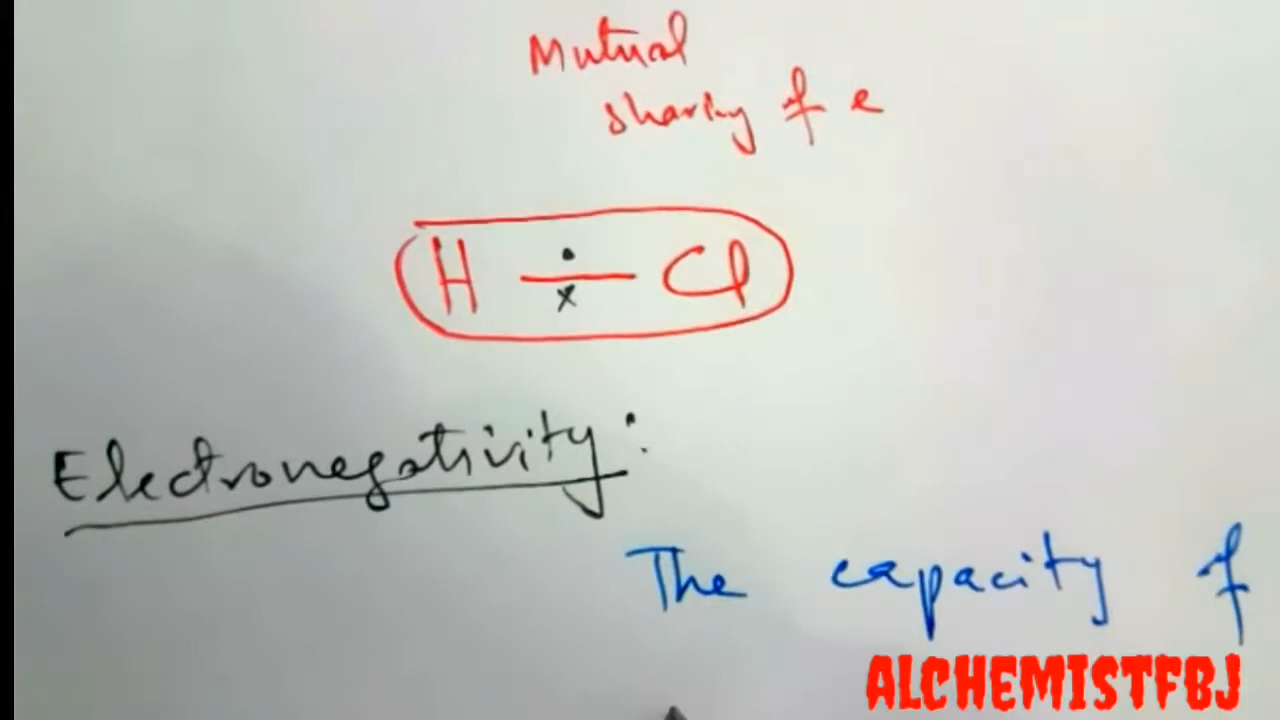 Mutual
sharing of e
H ÷ Cl
Electronegativity:
The capacity of
ALCHEMISTFBJ